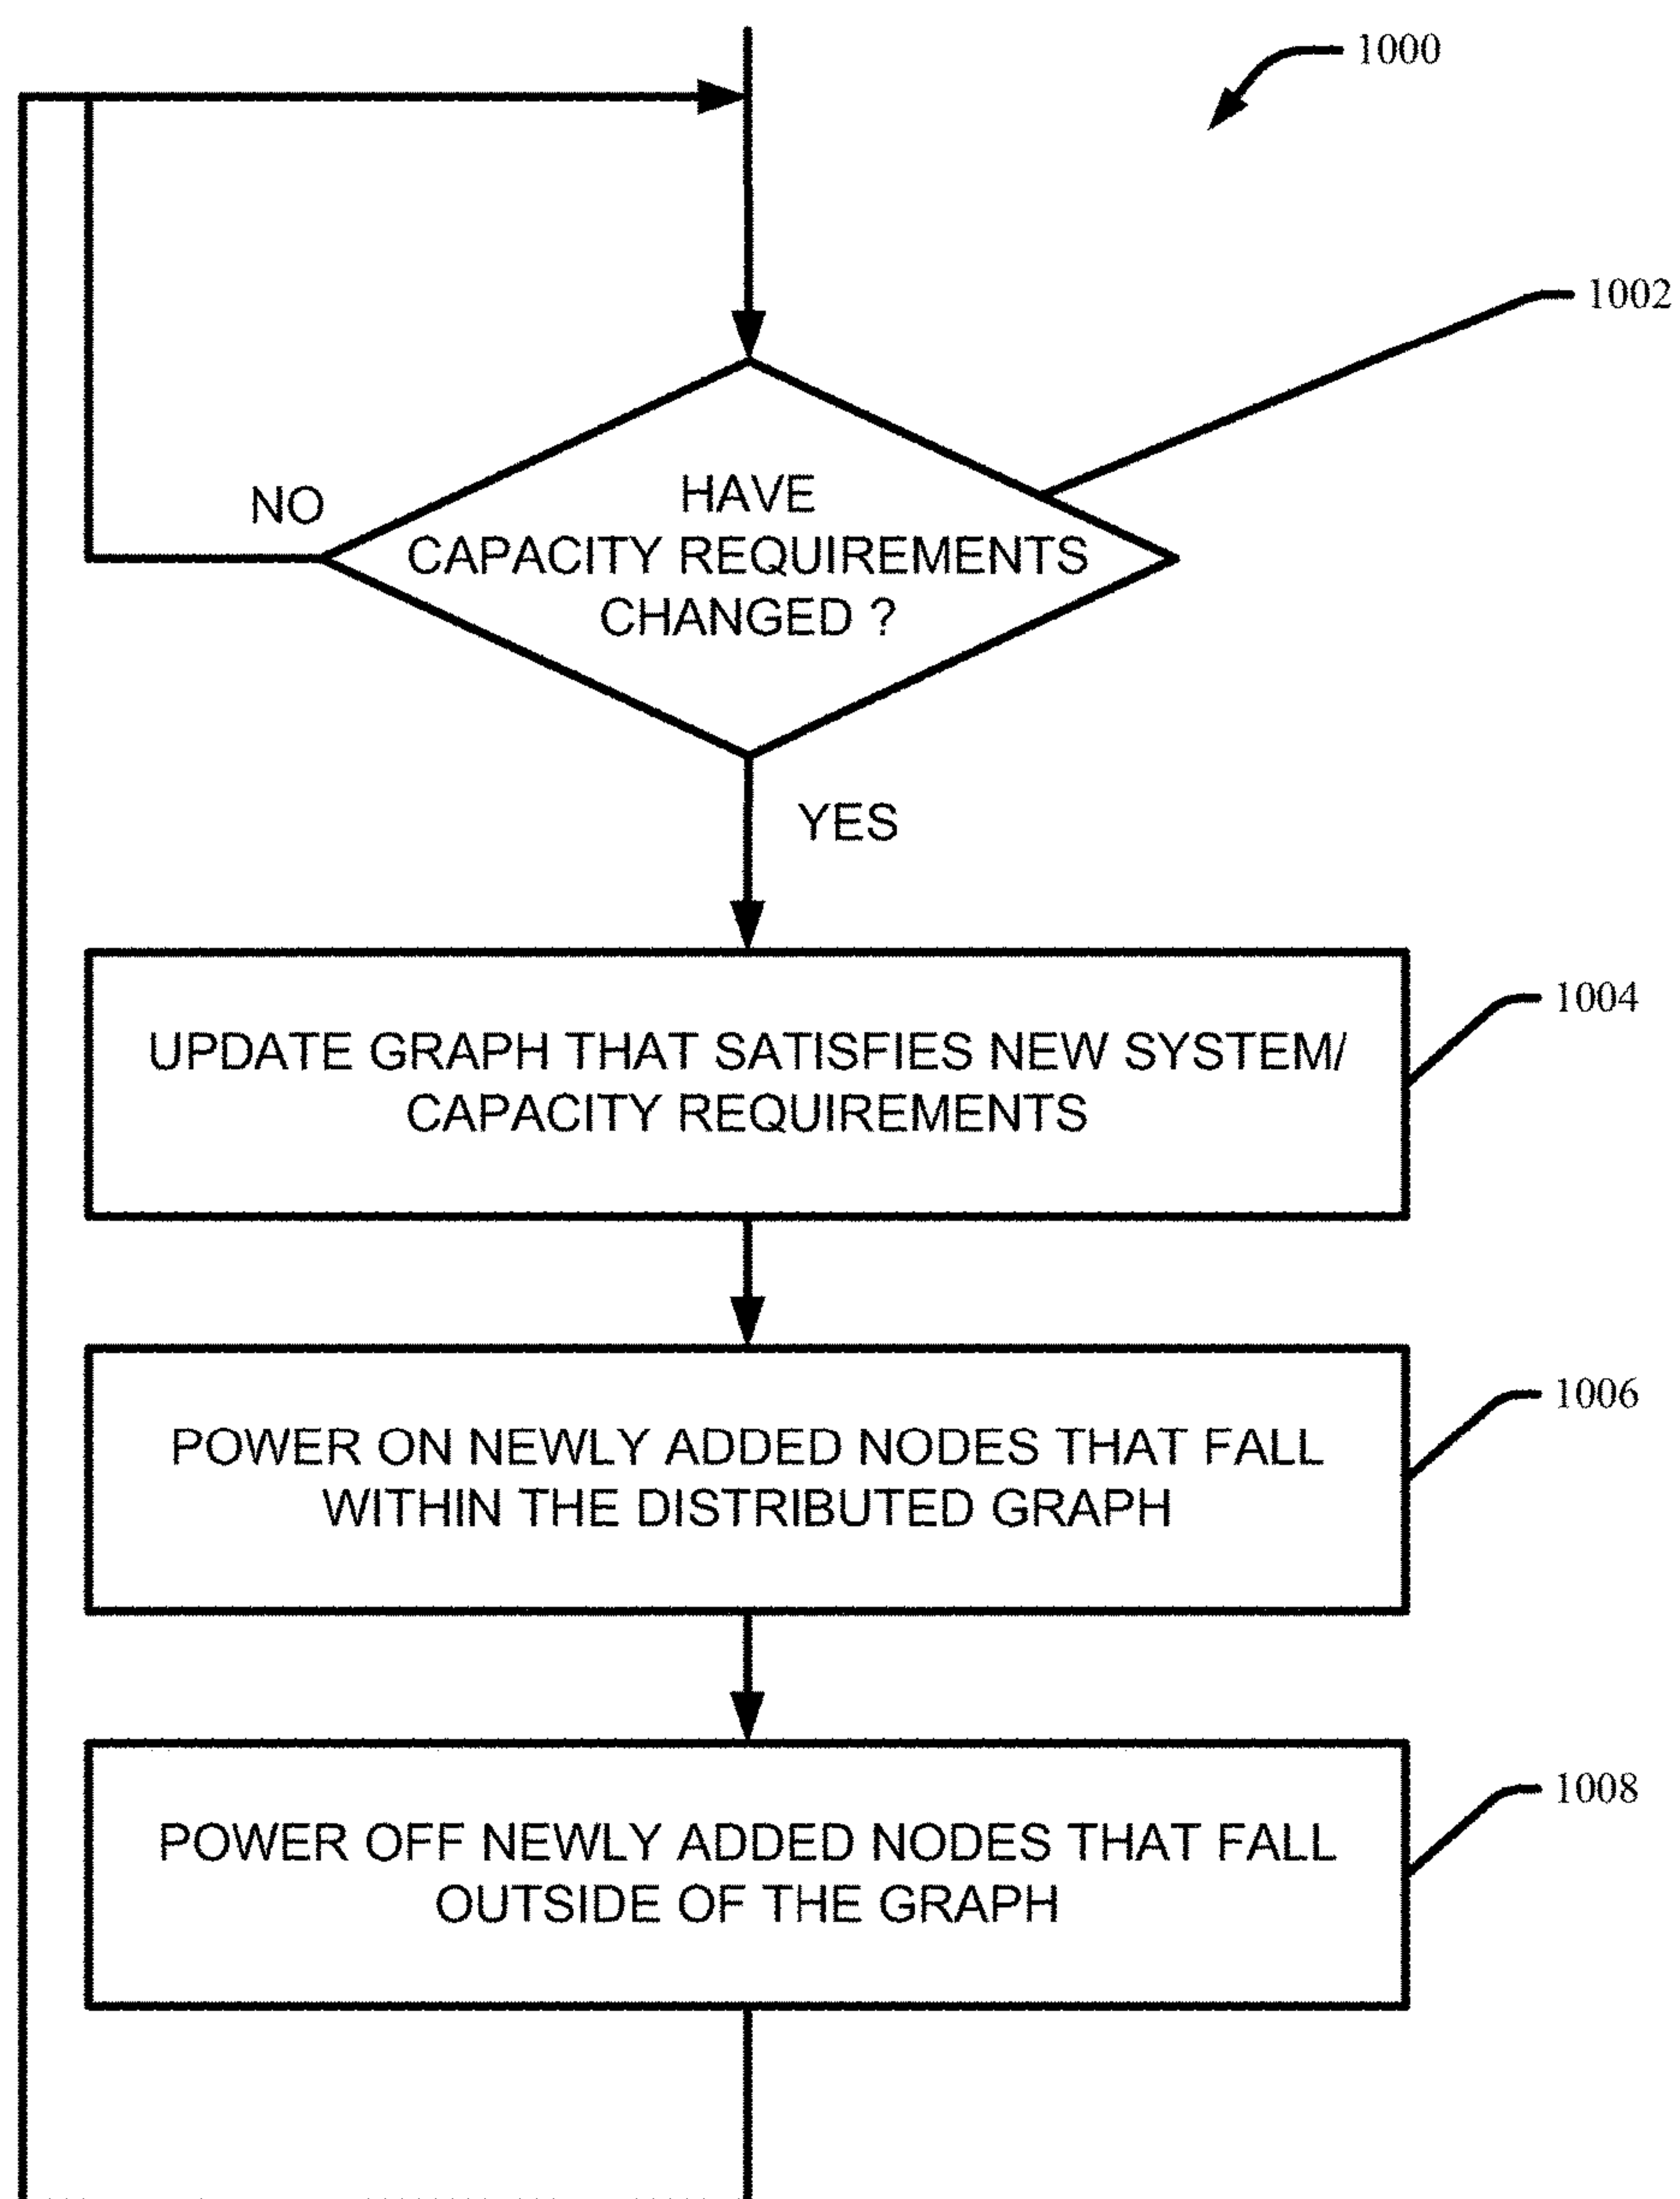 1000
1002
HAVE
NO
CAPACITY REQUIREMENTS
CHANGED ?
YES
1004
UPDATE GRAPH THAT SATISFIES NEW SYSTEM/
CAPACITY REQUIREMENTS
1006
POWER ON NEWLY ADDED NODES THAT FALL
WITHIN THE DISTRIBUTED GRAPH
1008
POWER OFF NEWLY ADDED NODES THAT FALL
OUTSIDE OF THE GRAPH